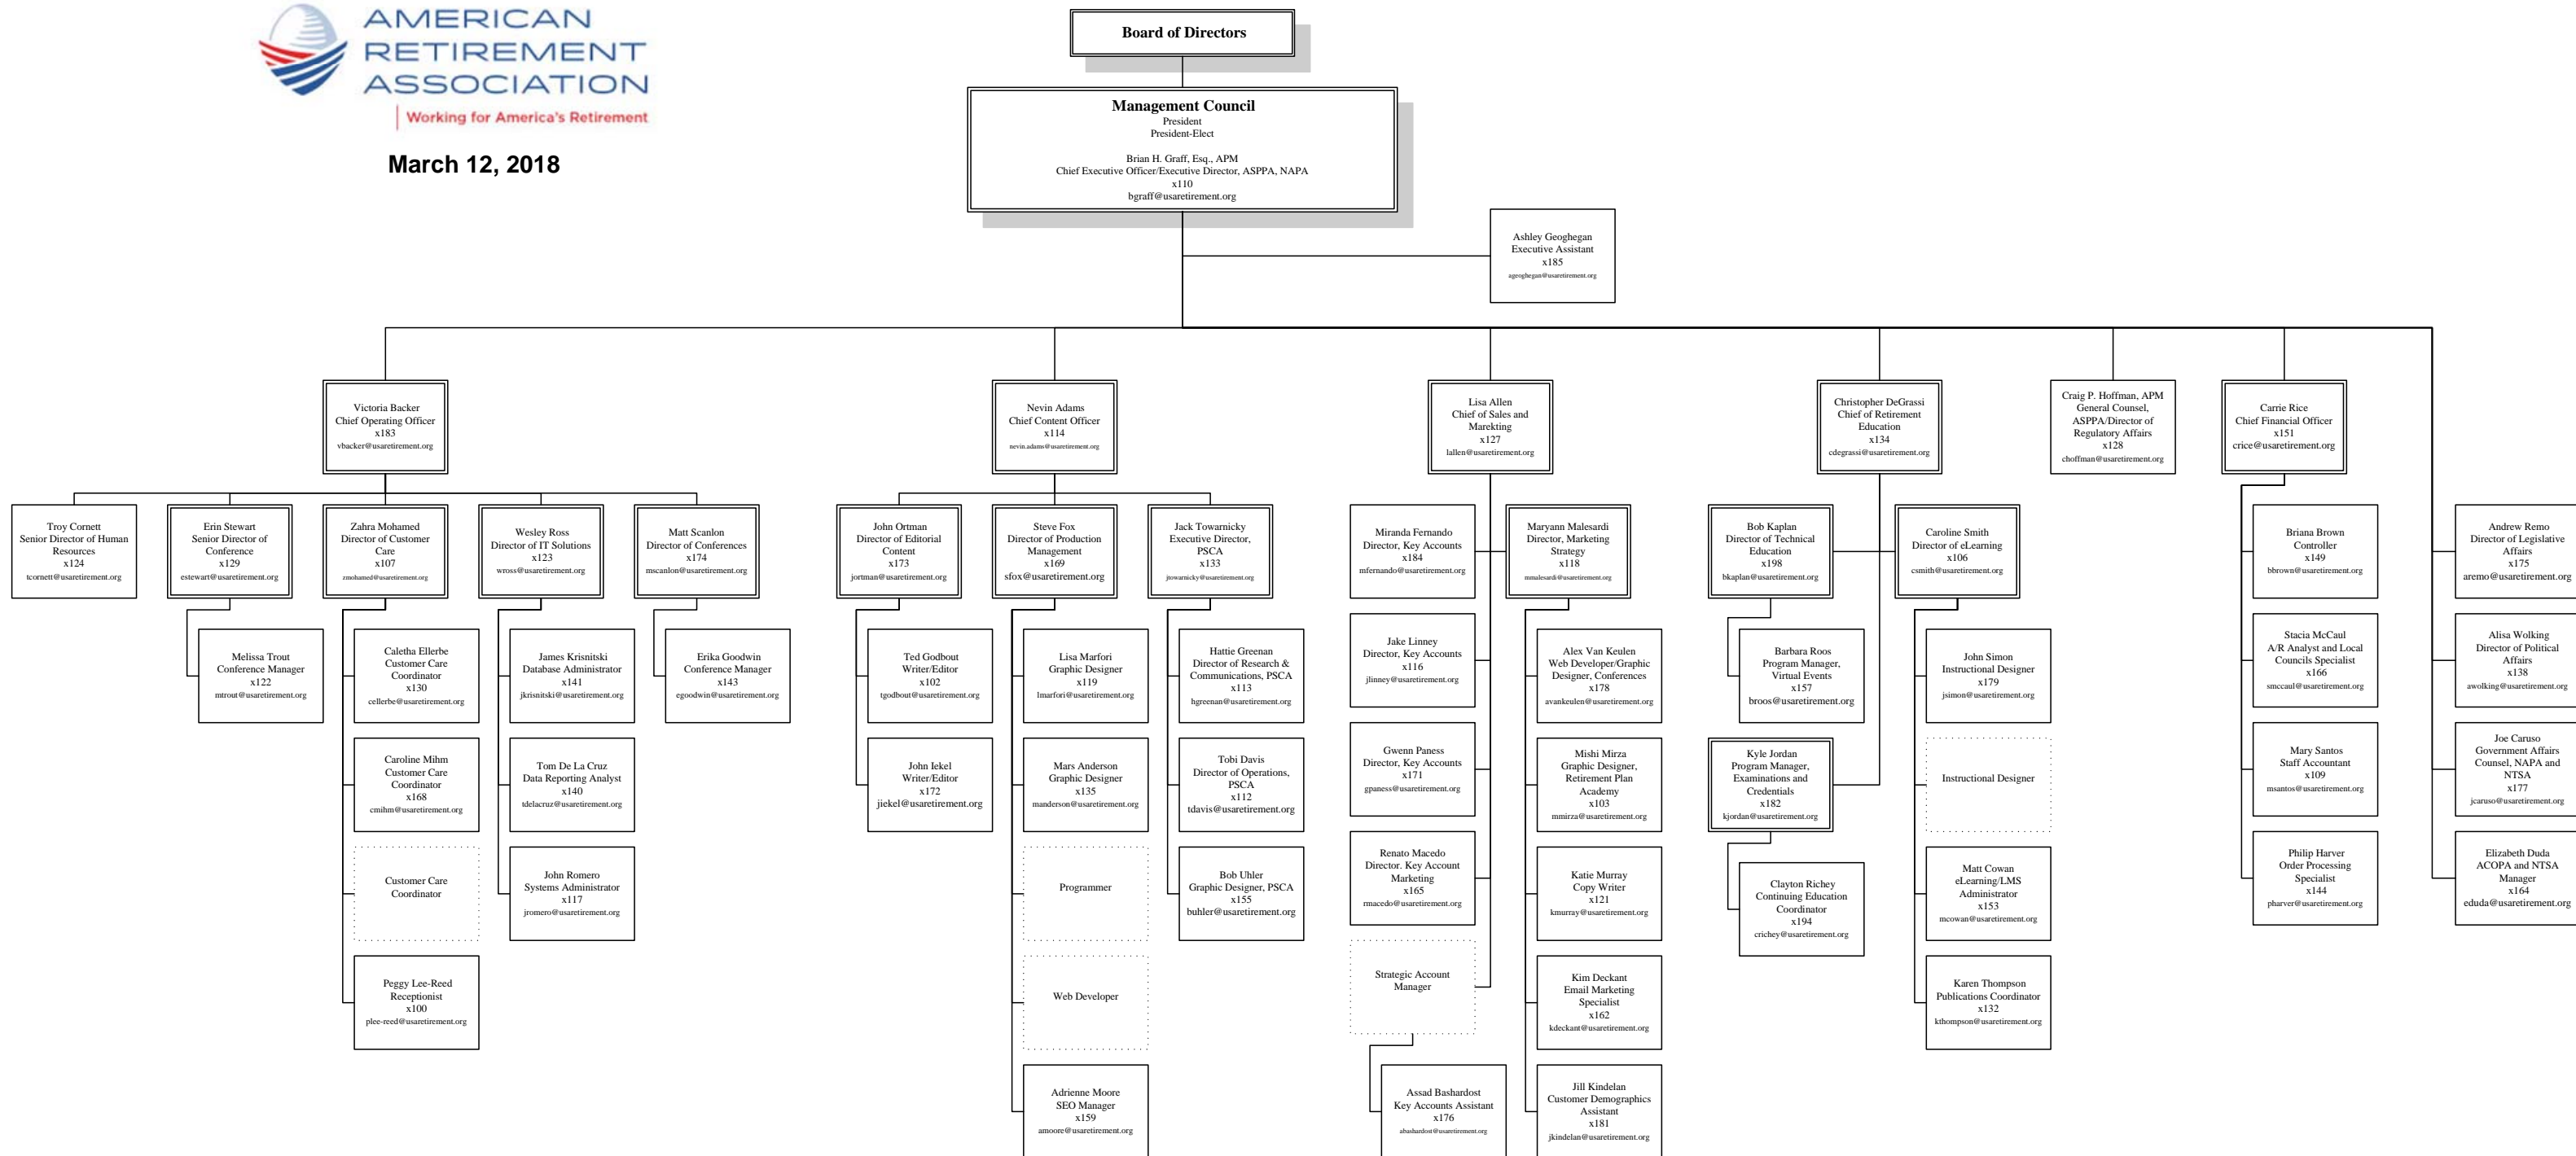 AMERICAN
RETIREMENT
ASSOCIATION
Working for America's Retirement
March 12, 2018
Board of Directors
Management Council
President
President-Elect
Brian H. Graff, Esq., APM
Chief Executive Officer/Executive Director, ASPPA, NAPA
x110
bgraff@usaretirement.org
Ashley Geoghegan
Executive Assistant
x185
ageoghegan@usaretirement.org
Victoria Backer
Chief Operating Officer
x183
vbacker@usaretirement.org
Nevin Adams
Chief Content Officer
x114
nevin.adams@usaretirement.org
Lisa Allen
Chief of Sales and
Marekting
x127
lallen@usaretirement.org
Christopher DeGrassi
Chief of Retirement
Education
x134
cdegrassi@usaretirement.org
Craig P. Hoffman, APM
General Counsel,
ASPPA/Director of
Regulatory Affairs
x128
choffman@usaretirement.org
Carrie Rice
Chief Financial Officer
x151
crice@usaretirement.org
Troy Cornett
Senior Director of Human
Resources
x124
tcornett@usaretirement.org
Erin Stewart
Senior Director of
Conference
x129
estewart@usaretirement.org
Zahra Mohamed
Director of Customer
Care
x107
zmohamed@usaretirement.org
Wesley Ross
Director of IT Solutions
x123
wross@usaretirement.org
Matt Scanlon
Director of Conferences
x174
mscanlon@usaretirement.org
John Ortman
Director of Editorial
Content
x173
jortman@usaretirement.org
Steve Fox
Director of Production
Management
x169
sfox@usaretirement.org
Jack Towarnicky
Executive Director,
PSCA
x133
jtowarnicky@usaretirement.org
Miranda Fernando
Director, Key Accounts
x184
mfernando@usaretirement.org
Maryann Malesardi
Director, Marketing
Strategy
x118
mmalesardi@usaretirement.org
Bob Kaplan
Director of Technical
Education
x198
bkaplan@usaretirement.org
Caroline Smith
Director of eLearning
x106
csmith@usaretirement.org
Briana Brown
Controller
x149
bbrown@usaretirement.org
Andrew Remo
Director of Legislative
Affairs
x175
aremo@usaretirement.org
Melissa Trout
Conference Manager
x122
mtrout@usaretirement.org
Caletha Ellerbe
Customer Care
Coordinator
x130
cellerbe@usaretirement.org
James Krisnitski
Database Administrator
x141
jkrisnitski@usaretirement.org
Erika Goodwin
Conference Manager
x143
egoodwin@usaretirement.org
Ted Godbout
Writer/Editor
x102
tgodbout@usaretirement.org
Lisa Marfori
Graphic Designer
x119
lmarfori@usaretirement.org
Hattie Greenan
Director of Research &
Communications, PSCA
x113
hgreenan@usaretirement.org
Jake Linney
Director, Key Accounts
x116
jlinney@usaretirement.org
Alex Van Keulen
Web Developer/Graphic
Designer, Conferences
x178
avankeulen@usaretirement.org
Barbara Roos
Program Manager,
Virtual Events
x157
broos@usaretirement.org
John Simon
Instructional Designer
x179
jsimon@usaretirement.org
Stacia McCaul
A/R Analyst and Local
Councils Specialist
x166
smccaul@usaretirement.org
Alisa Wolking
Director of Political
Affairs
x138
awolking@usaretirement.org
Caroline Mihm
Customer Care
Coordinator
x168
cmihm@usaretirement.org
Tom De La Cruz
Data Reporting Analyst
x140
tdelacruz@usaretirement.org
John Iekel
Writer/Editor
x172
jiekel@usaretirement.org
Mars Anderson
Graphic Designer
x135
manderson@usaretirement.org
Tobi Davis
Director of Operations,
PSCA
x112
tdavis@usaretirement.org
Gwenn Paness
Director, Key Accounts
x171
gpaness@usaretirement.org
Mishi Mirza
Graphic Designer,
Retirement Plan
Academy
x103
mmirza@usaretirement.org
Kyle Jordan
Program Manager,
Examinations and
Credentials
x182
kjordan@usaretirement.org
Instructional Designer
Mary Santos
Staff Accountant
x109
msantos@usaretirement.org
Joe Caruso
Government Affairs
Counsel, NAPA and
NTSA
x177
jcaruso@usaretirement.org
Customer Care
Coordinator
John Romero
Systems Administrator
x117
jromero@usaretirement.org
Programmer
Bob Uhler
Graphic Designer, PSCA
x155
buhler@usaretirement.org
Renato Macedo
Director. Key Account
Marketing
x165
rmacedo@usaretirement.org
Katie Murray
Copy Writer
x121
kmurray@usaretirement.org
Clayton Richey
Continuing Education
Coordinator
x194
crichey@usaretirement.org
Matt Cowan
eLearning/LMS
Administrator
x153
mcowan@usaretirement.org
Philip Harver
Order Processing
Specialist
x144
pharver@usaretirement.org
Elizabeth Duda
ACOPA and NTSA
Manager
x164
eduda@usaretirement.org
Peggy Lee-Reed
Receptionist
x100
plee-reed@usaretirement.org
Web Developer
Strategic Account
Manager
Kim Deckant
Email Marketing
Specialist
x162
kdeckant@usaretirement.org
Karen Thompson
Publications Coordinator
x132
kthompson@usaretirement.org
Adrienne Moore
SEO Manager
x159
amoore@usaretirement.org
Assad Bashardost
Key Accounts Assistant
x176
abashardost@usaretirement.org
Jill Kindelan
Customer Demographics
Assistant
x181
jkindelan@usaretirement.org